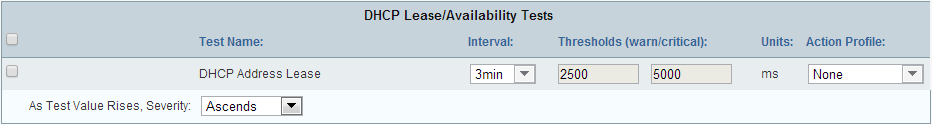 DHCP Lease/Availability Tests
Test Name: Interval: Thresholds (warn/critical): Units: Action Profile:
DHCP Address Lease 3min 2500 5000 ms None
As Test Value Rises, Severity: Ascends